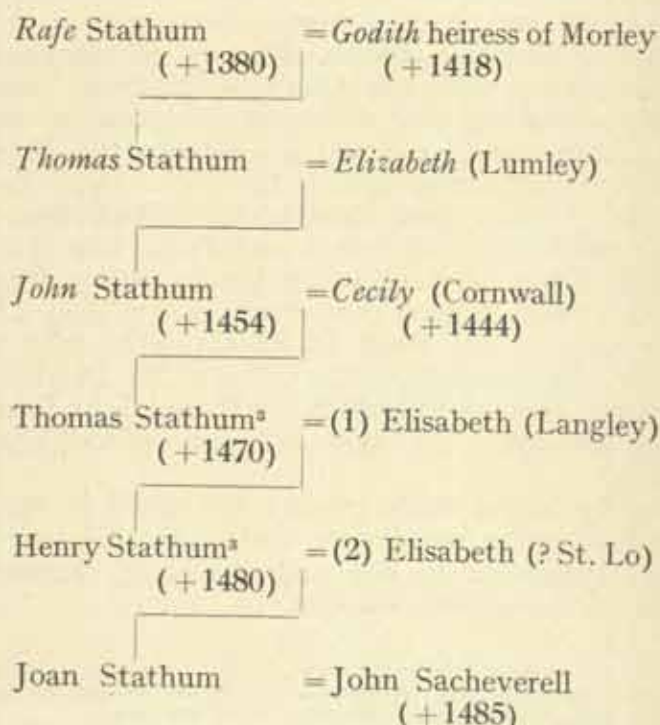 Rafe Stathum = Godith heiress of Morley
(+1380) (+1418)
Thomas Stathum = Elizabeth (Lumley)
John Stathum = Cecily (Cornwall)
(+1454) (+1444)
Thomas Stathum³ = (1) Elisabeth (Langley)
(+1470)
Henry Stathum³ = (2) Elisabeth (? St. Lo)
(+1480)
Joan Stathum = John Sacheverell
(+1485)